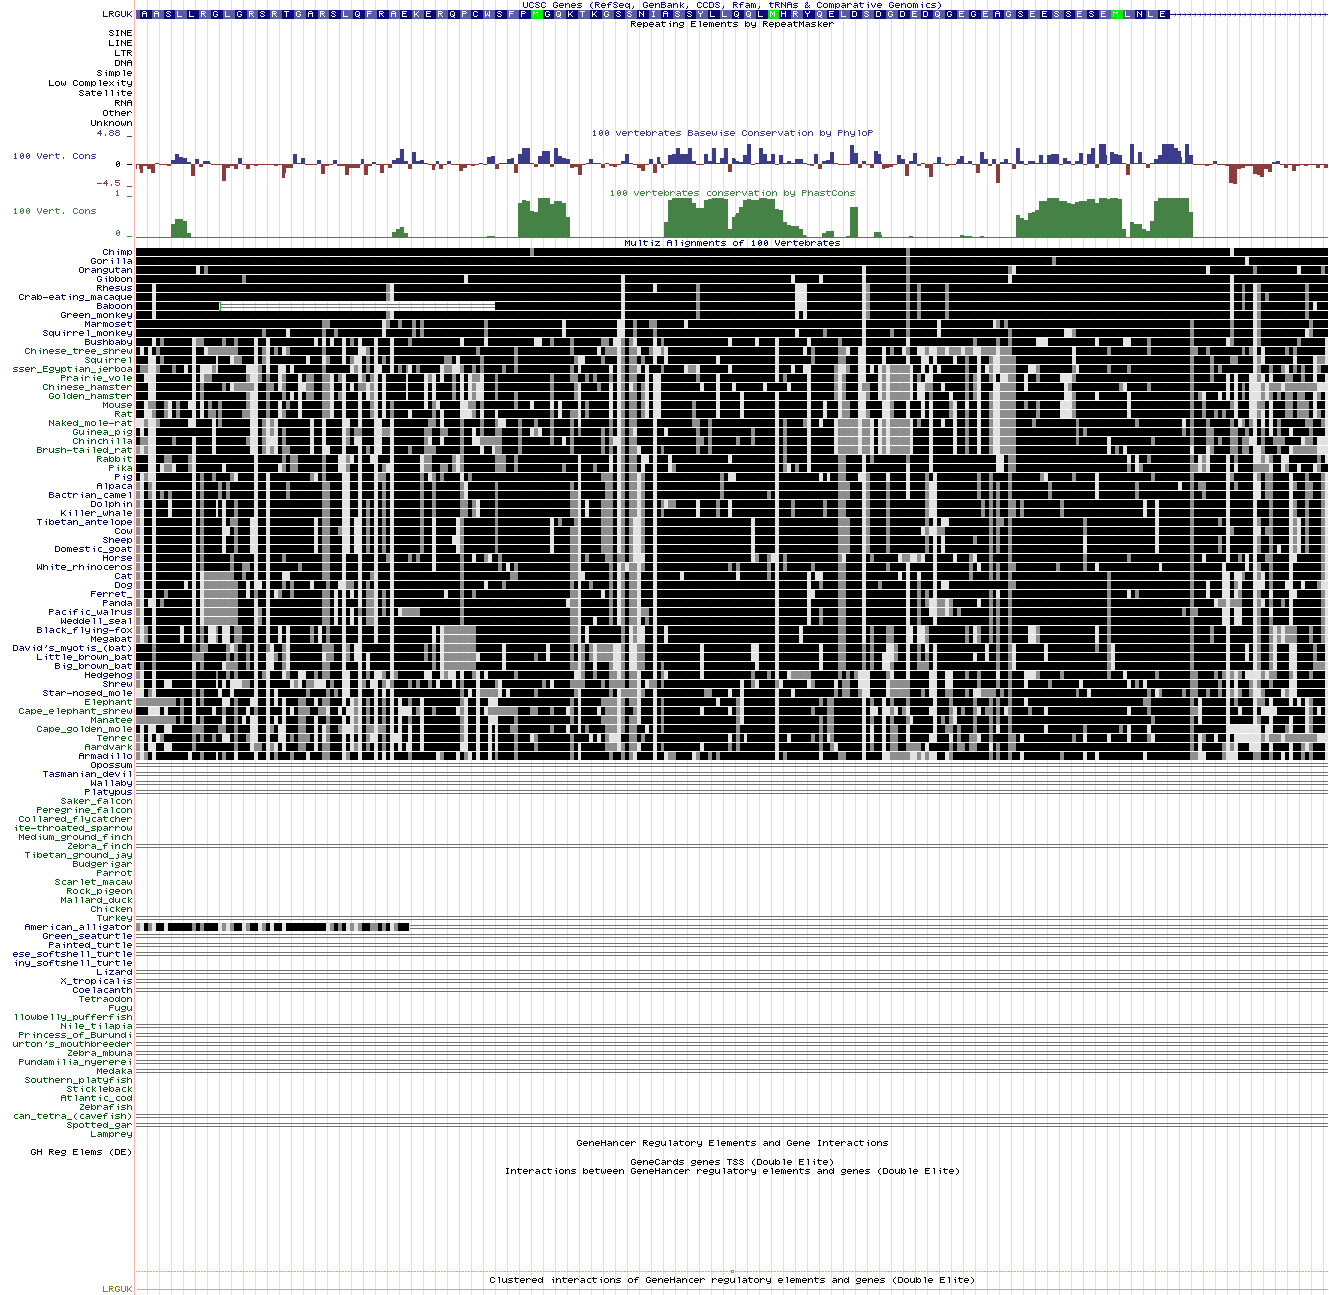 UCSC Genes (RefSeq, GenBank, CCDS, Rfam, tRNAs & Comparative Genomics)
LRGUK A A S L L R G L G R S R T G A R S L Q F R A E K E R Q P C W S F P M G Q K T K G S S N I A S S Y L L Q Q L M H R Y Q E L D S D G D E D Q G E G E A G S E E S S E S E M L N L E
Repeating Elements by RepeatMasker
SINE
LINE
LTR
DNA
Simple
Low Complexity
Satellite
RNA
Other
Unknown
4.88 _
100 vertebrates Basewise Conservation by PhyloP
100 Vert. Cons
0 _
-4.5 _
1 _
100 vertebrates conservation by PhastCons
100 Vert. Cons
0 _
Multiz Alignments of 100 Vertebrates
Chimp
Gorilla
Orangutan
Gibbon
Rhesus
Crab-eating_macaque
Baboon
Green_monkey
Marmoset
Squirrel_monkey
Bushbaby
Chinese_tree_shrew
Squirrel
sser_Egyptian_jerboa
Prairie_vole
Chinese_hamster
Golden_hamster
Mouse
Rat
Naked_mole-rat
Guinea_pig
Chinchilla
Brush-tailed_rat
Rabbit
Pika
Pig
Alpaca
Bactrian_camel
Dolphin
Killer_whale
Tibetan_antelope
Cow
Sheep
Domestic_goat
Horse
White_rhinoceros
Cat
Dog
Ferret_
Panda
Pacific_walrus
Weddell_seal
Black_flying-fox
Megabat
David's_myotis_(bat)
Little_brown_bat
Big_brown_bat
Hedgehog
Shrew
Star-nosed_mole
Elephant
Cape_elephant_shrew
Manatee
Cape_golden_mole
Tenrec
Aardvark
Armadillo
Opossum
Tasmanian_devil
Wallaby
Platypus
Saker_falcon
Peregrine_falcon
Collared_flycatcher
ite-throated_sparrow
Medium_ground_finch
Zebra_finch
Tibetan_ground_jay
Budgerigar
Parrot
Scarlet_macaw
Rock_pigeon
Mallard_duck
Chicken
Turkey
American_alligator
Green_seaturtle
Painted_turtle
ese_softshell_turtle
iny_softshell_turtle
Lizard
X_tropicalis
Coelacanth
Tetraodon
Fugu
llowbelly_pufferfish
Nile_tilapia
Princess_of_Burundi
urton's_mouthbreeder
Zebra_mbuna
Pundamilia_nyererei
Medaka
Southern_platyfish
Stickleback
Atlantic_cod
Zebrafish
can_tetra_(cavefish)
Spotted_gar
Lamprey
GeneHancer Regulatory Elements and Gene Interactions
GH Reg Elems (DE)
GeneCards genes TSS (Double Elite)
Interactions between GeneHancer regulatory elements and genes (Double Elite)
Clustered interactions of GeneHancer regulatory elements and genes (Double Elite)
LRGUK